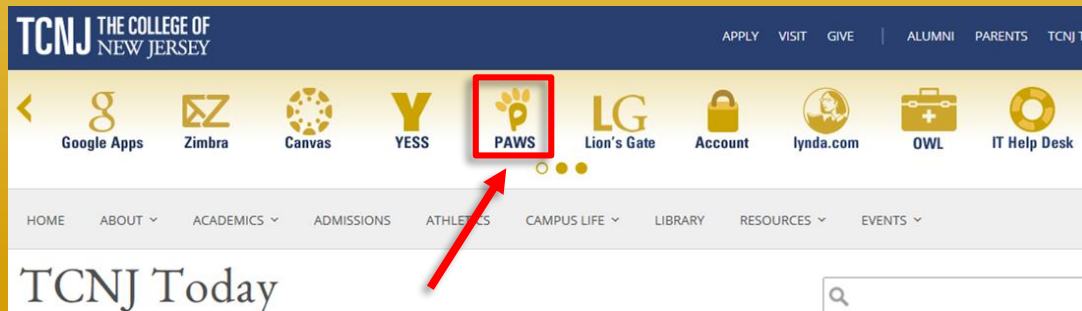 TCNJ THE COLLEGE OF
NEW JERSEY
APPLY VISIT GIVE | ALUMNI PARENTS TCNJ T
Google Apps Zimbra Canvas YESS PAWS Lion's Gate Account lynda.com OWL IT Help Desk
HOME ABOUT ACADEMICS ADMISSIONS ATHLETICS CAMPUS LIFE LIBRARY RESOURCES EVENTS
TCNJ Today